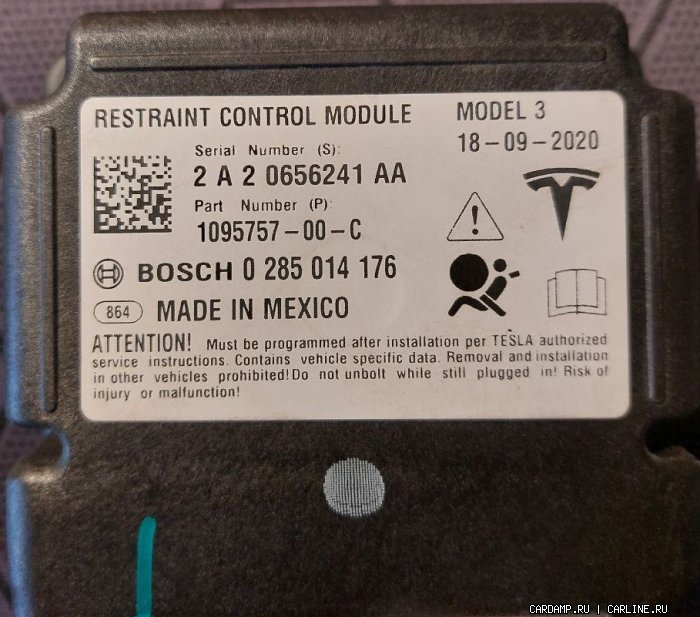 RESTRAINT CONTROL MODULE
MODEL 3
18-09-2020
Serial Number (S):
2 A 2 0656241 AA
Part Number (P):
1095757-00-C
BOSCH 0 285 014 176
864 MADE IN MEXICO
ATTENTION! Must be programmed after installation per TESLA authorized
service instructions. Contains vehicle specific data. Removal and installation
in other vehicles prohibited! Do not unbolt while still plugged in! Risk of
injury or malfunction!
CARDAMP.RU | CARLINE.RU